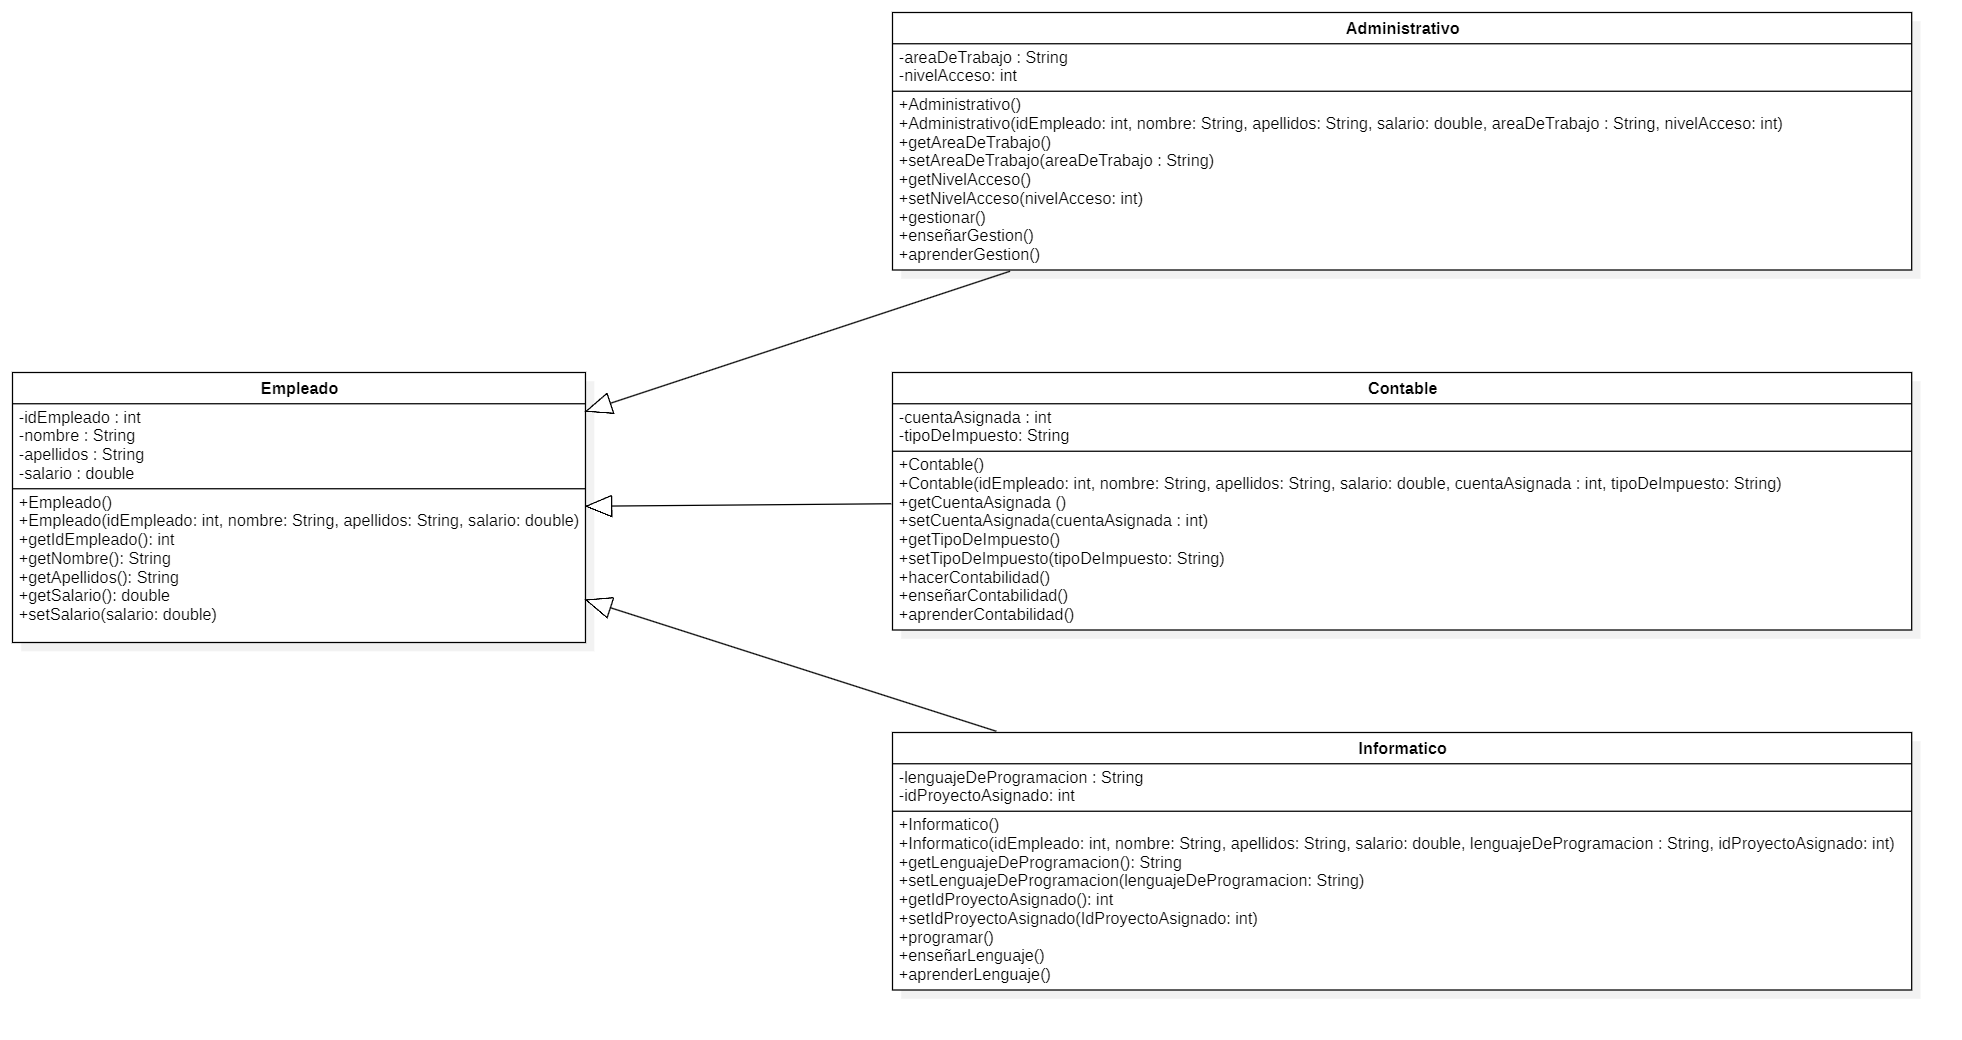 Administrativo
-areaDeTrabajo : String
-nivelAcceso: int
+Administrativo()
+Administrativo(idEmpleado: int, nombre: String, apellidos: String, salario: double, areaDeTrabajo : String, nivelAcceso: int)
+getAreaDeTrabajo()
+setAreaDeTrabajo(areaDeTrabajo : String)
+getNivelAcceso()
+setNivelAcceso(nivelAcceso: int)
+gestionar()
+enseñarGestion()
+aprenderGestion()
Empleado
-idEmpleado : int
-nombre : String
-apellidos : String
-salario : double
+Empleado()
+Empleado(idEmpleado: int, nombre: String, apellidos: String, salario: double)
+getIdEmpleado(): int
+getNombre(): String
+getApellidos(): String
+getSalario(): double
+setSalario(salario: double)
Contable
-cuentaAsignada : int
-tipoDeImpuesto: String
+Contable()
+Contable(idEmpleado: int, nombre: String, apellidos: String, salario: double, cuentaAsignada : int, tipoDeImpuesto: String)
+getCuentaAsignada ()
+setCuentaAsignada(cuentaAsignada : int)
+getTipoDeImpuesto()
+setTipoDeImpuesto(tipoDeImpuesto: String)
+hacerContabilidad()
+enseñarContabilidad()
+aprenderContabilidad()
Informatico
-lenguajeDeProgramacion : String
-idProyectoAsignado: int
+Informatico()
+Informatico(idEmpleado: int, nombre: String, apellidos: String, salario: double, lenguajeDeProgramacion : String, idProyectoAsignado: int)
+getLenguajeDeProgramacion(): String
+setLenguajeDeProgramacion(lenguajeDeProgramacion: String)
+getIdProyectoAsignado(): int
+setIdProyectoAsignado(IdProyectoAsignado: int)
+programar()
+enseñarLenguaje()
+aprenderLenguaje()